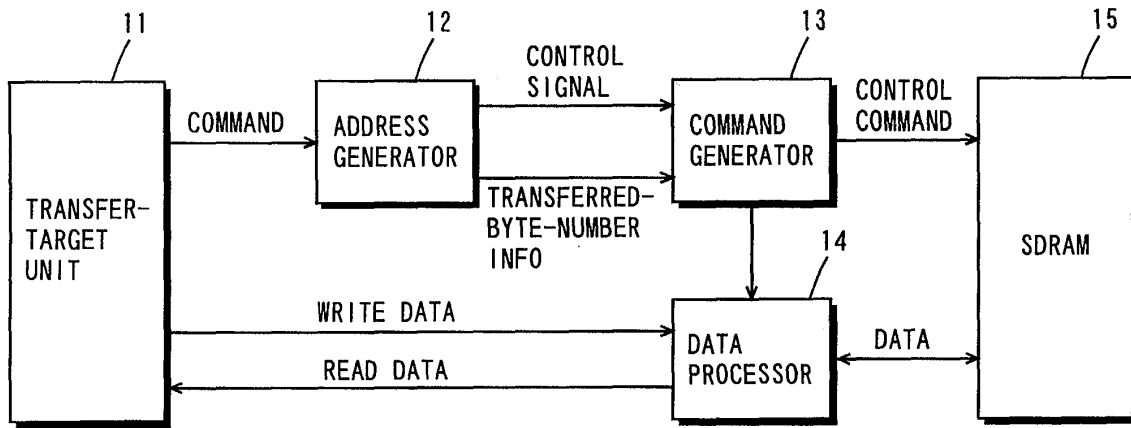 11
12
13
15
CONTROL
SIGNAL
CONTROL
COMMAND
COMMAND
ADDRESS
GENERATOR
COMMAND
GENERATOR
TRANSFERRED-
BYTE-NUMBER
INFO
TRANSFER-
TARGET
UNIT
14
SDRAM
WRITE DATA
DATA
PROCESSOR
DATA
READ DATA